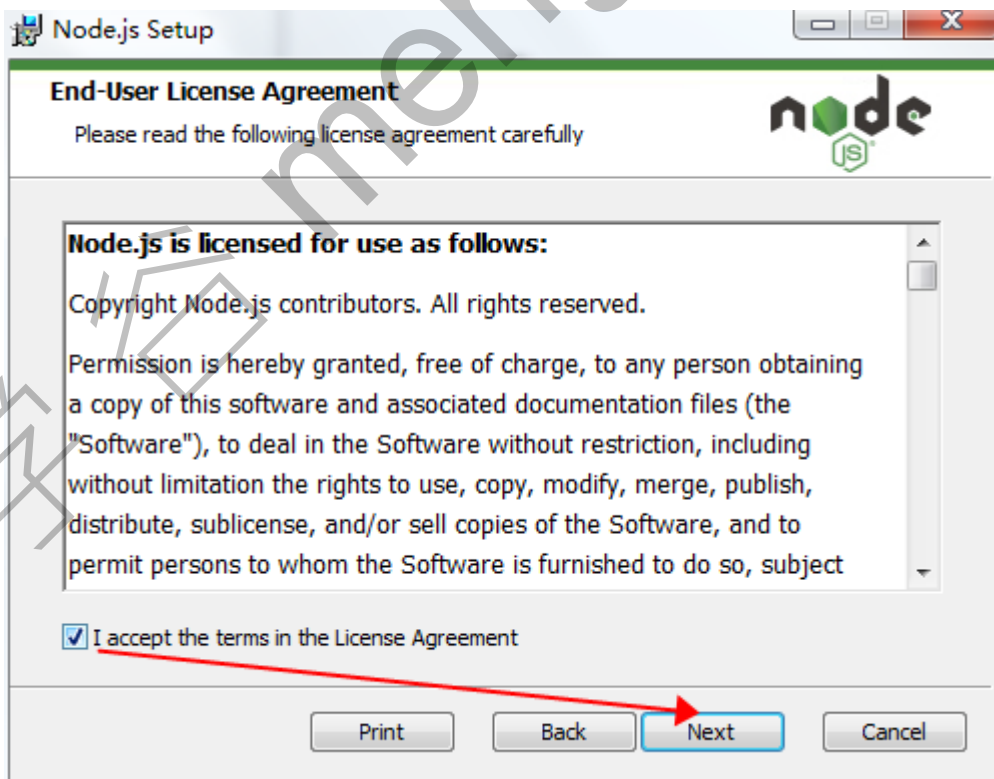 Node.js Setup
End-User License Agreement
Please read the following license agreement carefully
node
JS
Node.js is licensed for use as follows:
Copyright Node.js contributors. All rights reserved.
Permission is hereby granted, free of charge, to any person obtaining
a copy of this software and associated documentation files (the
"Software"), to deal in the Software without restriction, including
without limitation the rights to use, copy, modify, merge, publish,
distribute, sublicense, and/or sell copies of the Software, and to
permit persons to whom the Software is furnished to do so, subject
I accept the terms in the License Agreement
Print Back Next Cancel